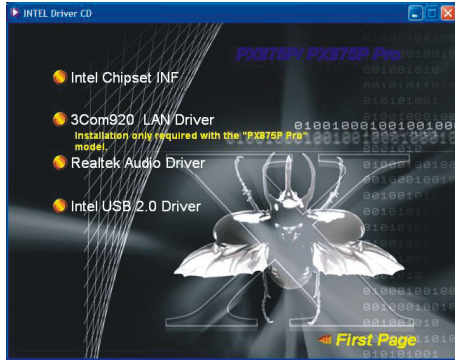 INTEL Driver CD
PX875N PX875P Pro
Intel Chipset INF
3Com920 LAN Driver
Installation only required with the "PX875P Pro"
model.
Realtek Audio Driver
Intel USB 2.0 Driver
First Page